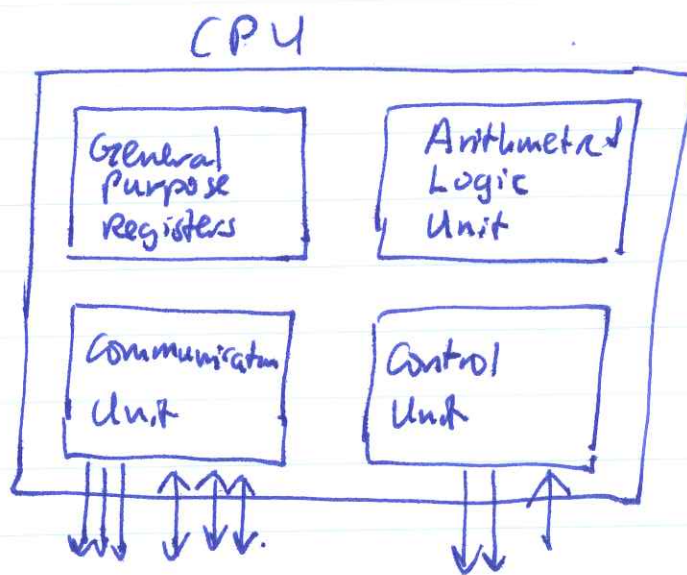 CPU
General
Purpose
Registers
Arithmetic &
Logic
Unit
Communication
Unit
Control
Unit